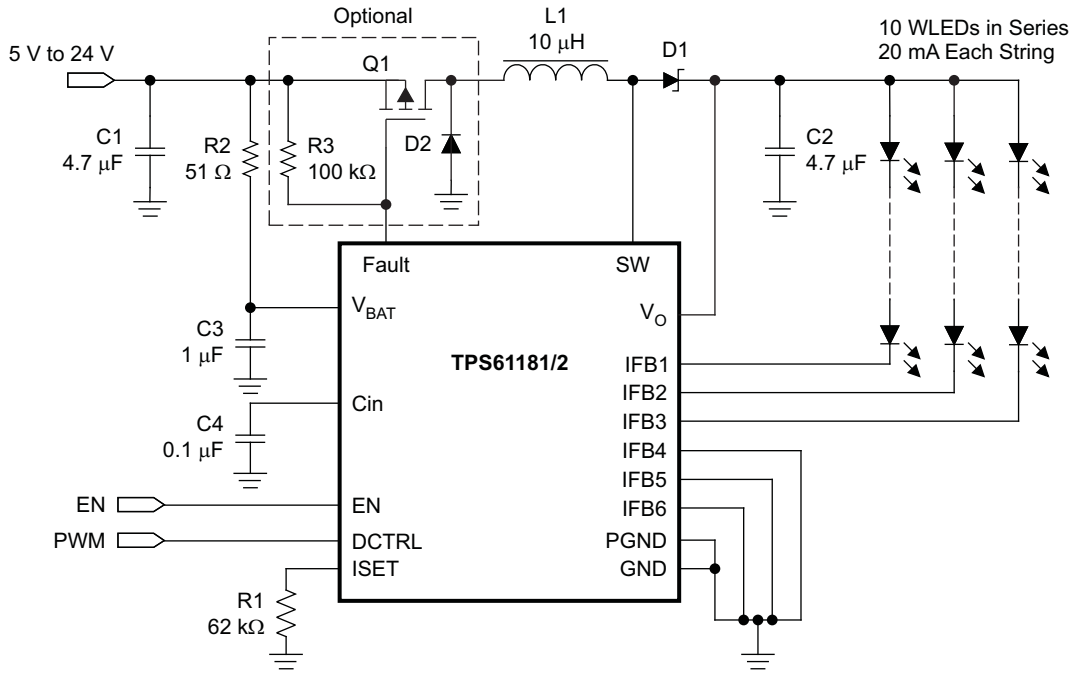 Optional
L1
10 μH
10 WLEDs in Series
20 mA Each String
5 V to 24 V
Q1
D1
C1
4.7 μF
R2
51 Ω
R3
100 kΩ
D2
C2
4.7 μF
Fault
SW
VBAT
VO
C3
1 μF
TPS61181/2
IFB1
IFB2
Cin
IFB3
C4
0.1 μF
IFB4
IFB5
EN
EN
IFB6
PWM
DCTRL
PGND
ISET
GND
R1
62 kΩ